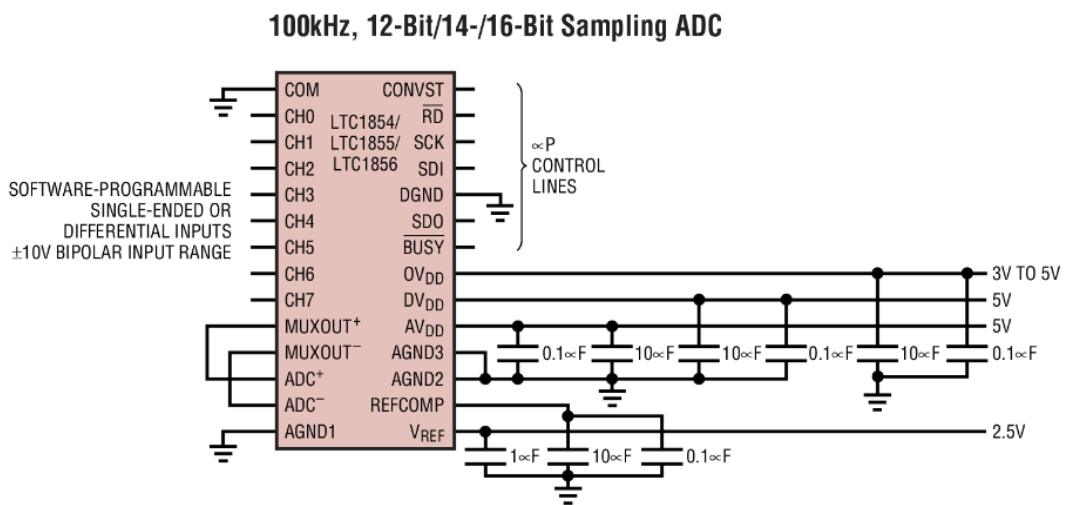 100kHz, 12-Bit/14-/16-Bit Sampling ADC
COM
CH0
CH1
CH2
CH3
CH4
CH5
CH6
CH7
MUXOUT+
MUXOUT–
ADC+
ADC–
AGND1
LTC1854/
LTC1855/
LTC1856
CONVST
RD
SCK
SDI
DGND
SDO
BUSY
OVDD
DVDD
AVDD
AGND3
AGND2
REFCOMP
VREF
SOFTWARE-PROGRAMMABLE
SINGLE-ENDED OR
DIFFERENTIAL INPUTS
±10V BIPOLAR INPUT RANGE
∝P
CONTROL
LINES
3V TO 5V
5V
5V
0.1∝F
10∝F
10∝F
0.1∝F
10∝F
0.1∝F
2.5V
1∝F
10∝F
0.1∝F